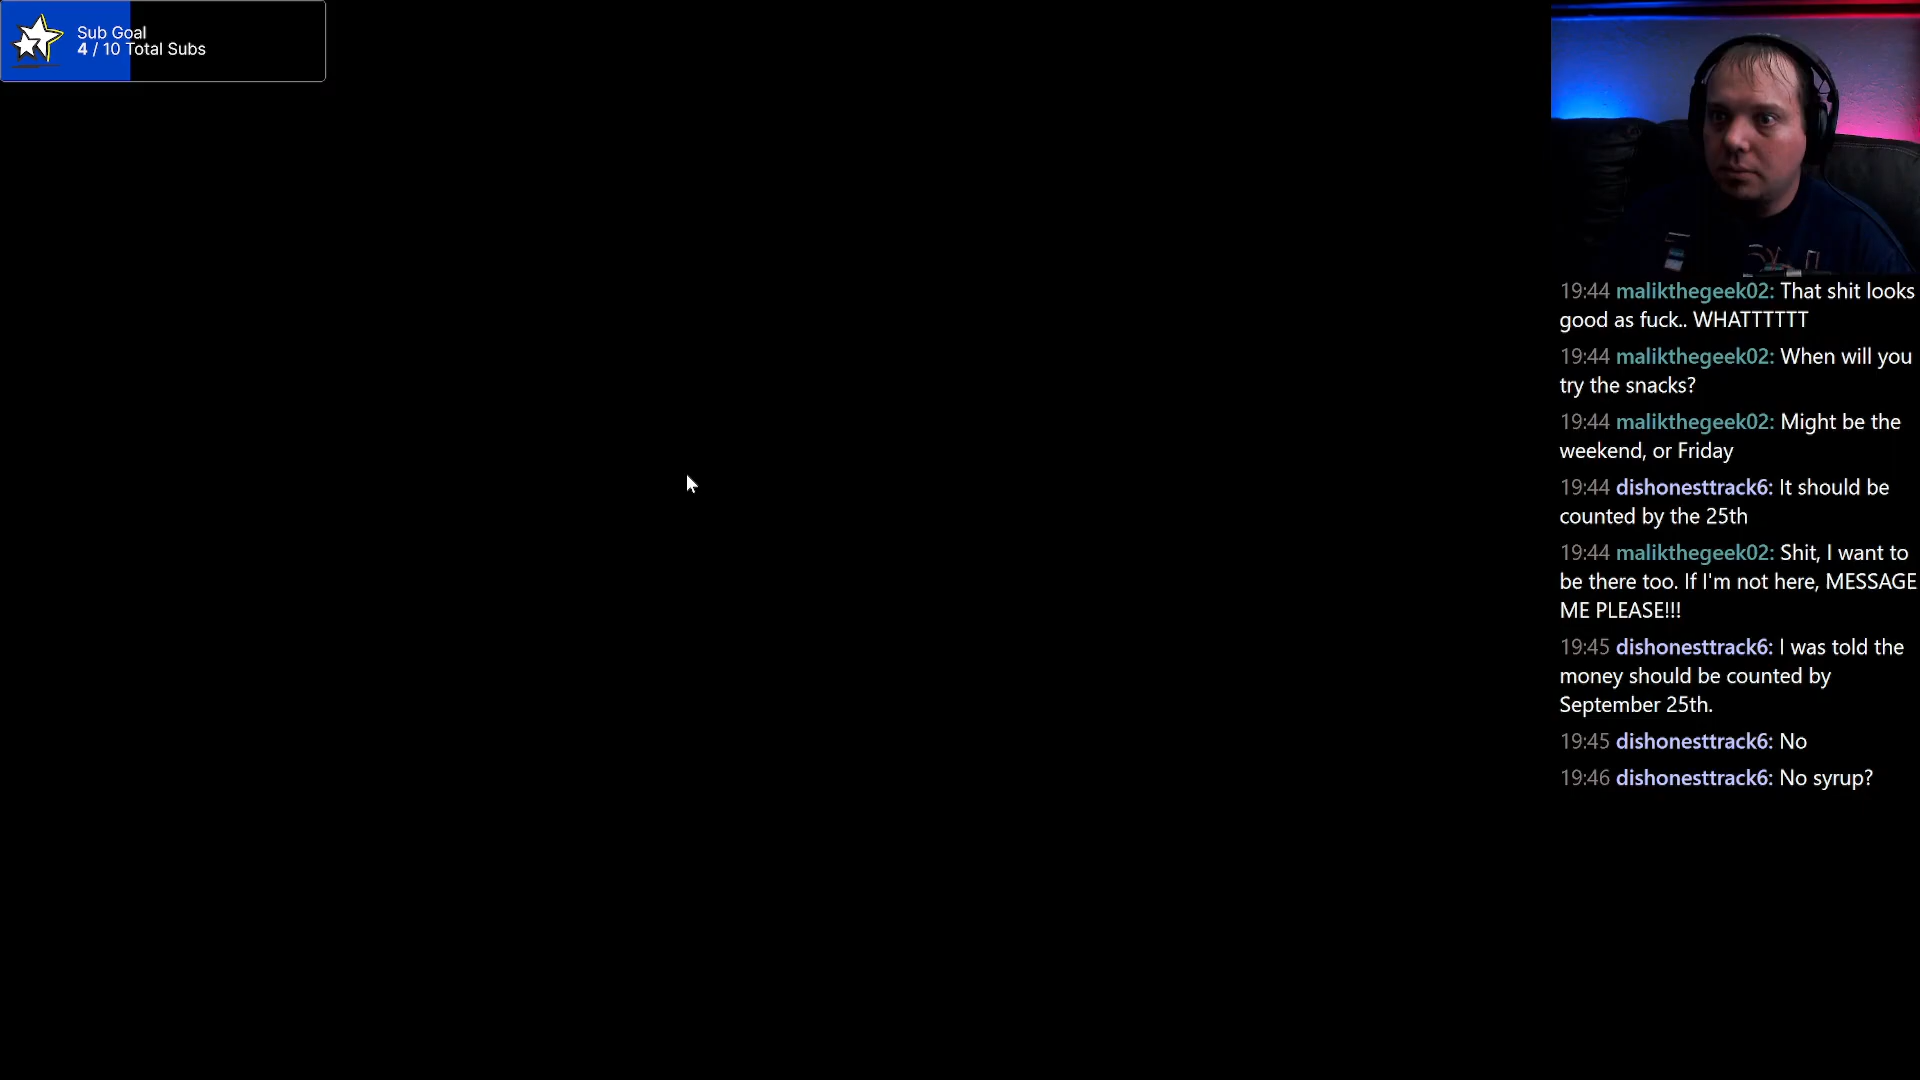 Sub Goal
4 / 10 Total Subs
19:44 malikthegeek02: That shit looks
good as fuck.. WHATTTTTT
19:44 malikthegeek02: When will you
try the snacks?
19:44 malikthegeek02: Might be the
weekend, or Friday
19:44 dishonesttrack6: It should be
counted by the 25th
19:44 malikthegeek02: Shit, I want to
be there too. If I'm not here, MESSAGE
ME PLEASE!!!
19:45 dishonesttrack6: I was told the
money should be counted by
September 25th.
19:45 dishonesttrack6: No
19:46 dishonesttrack6: No syrup?